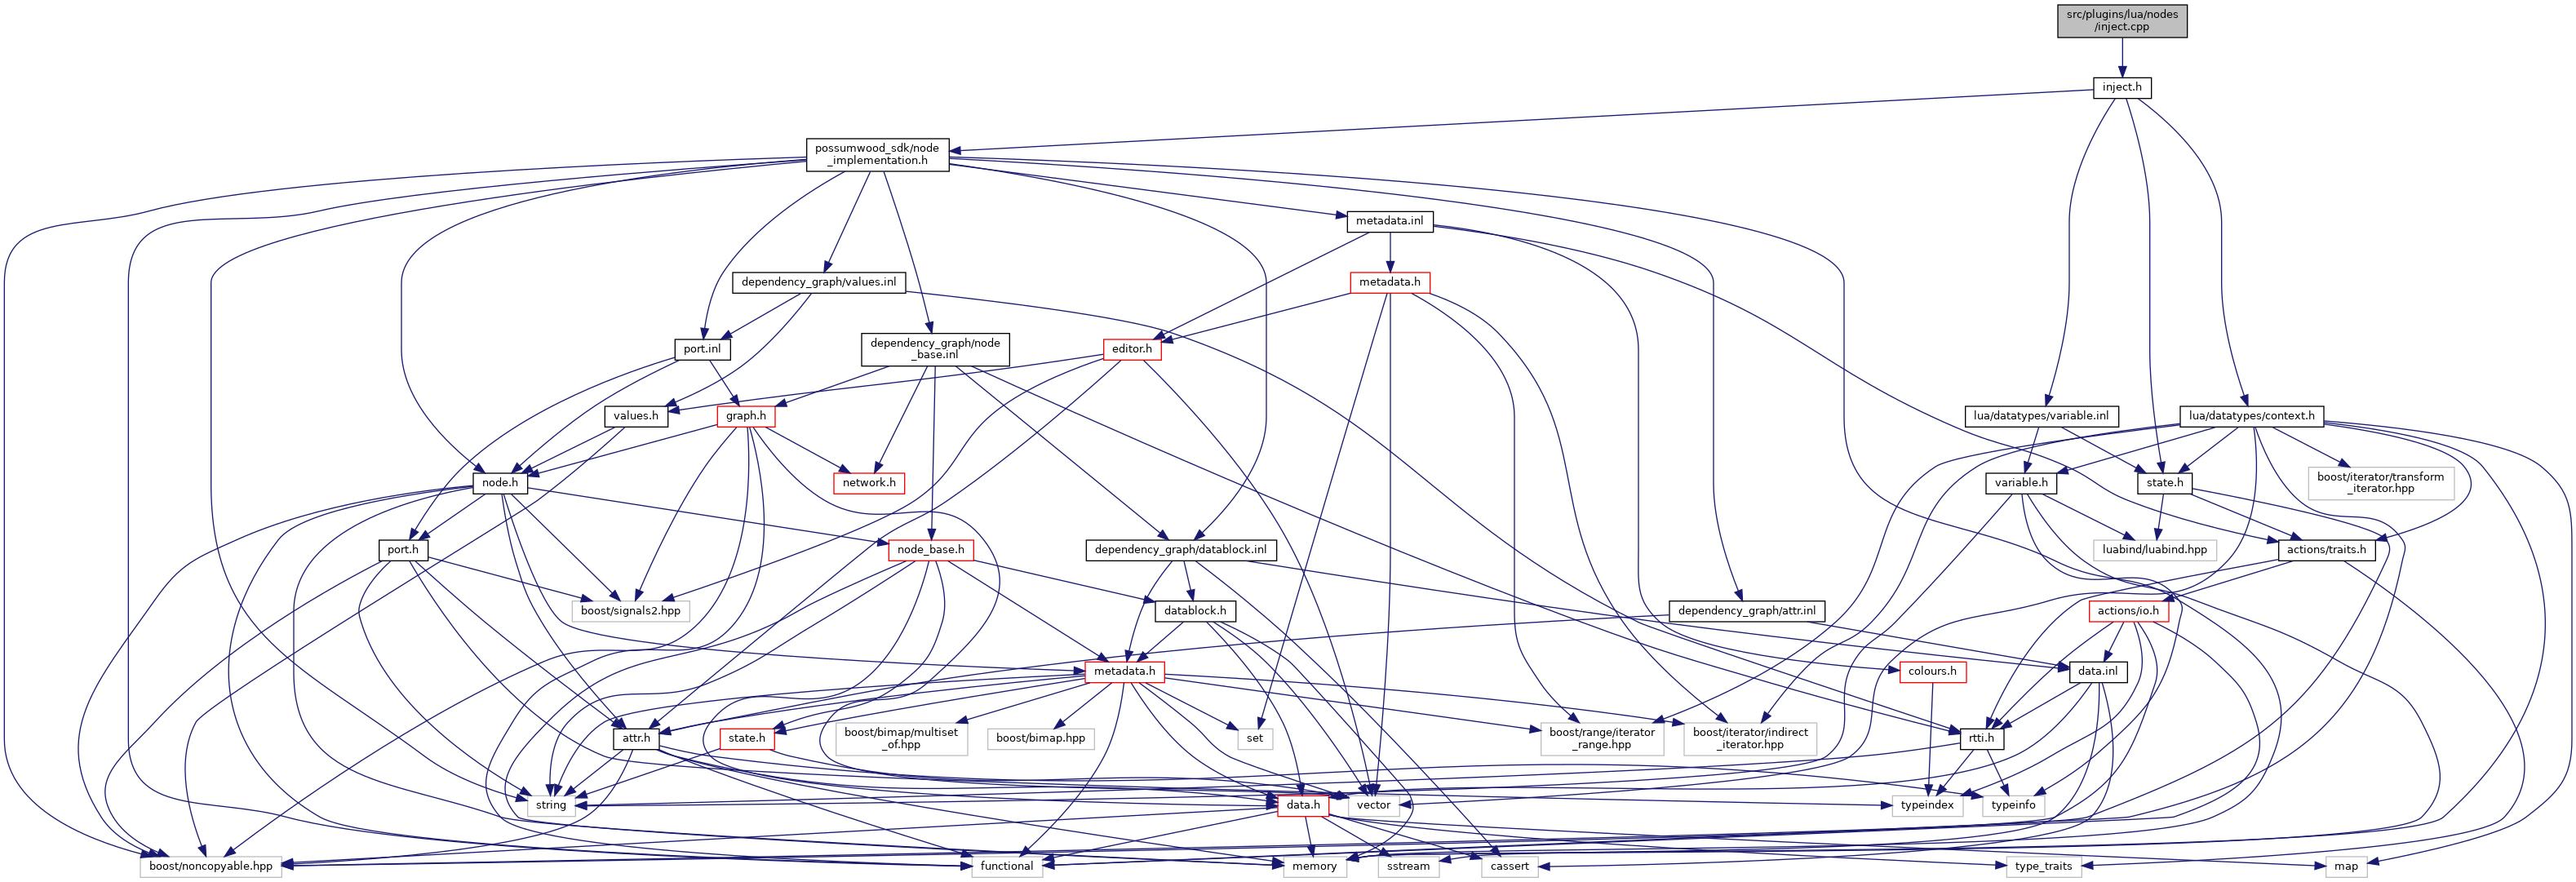 src/plugins/lua/nodes
/inject.cpp
inject.h
possumwood_sdk/node
_implementation.h
metadata.inl
dependency_graph/values.inl
metadata.h
port.inl
dependency_graph/node
_base.inl
editor.h
values.h
graph.h
lua/datatypes/variable.inl
lua/datatypes/context.h
node.h
network.h
variable.h
state.h
boost/iterator/transform
_iterator.hpp
port.h
node_base.h
dependency_graph/datablock.inl
luabind/luabind.hpp
actions/traits.h
boost/signals2.hpp
datablock.h
dependency_graph/attr.inl
actions/io.h
metadata.h
colours.h
data.inl
attr.h
state.h
boost/bimap/multiset
_of.hpp
boost/bimap.hpp
set
boost/range/iterator
_range.hpp
boost/iterator/indirect
_iterator.hpp
rtti.h
string
data.h
vector
typeindex
typeinfo
boost/noncopyable.hpp
functional
memory
sstream
cassert
type_traits
map